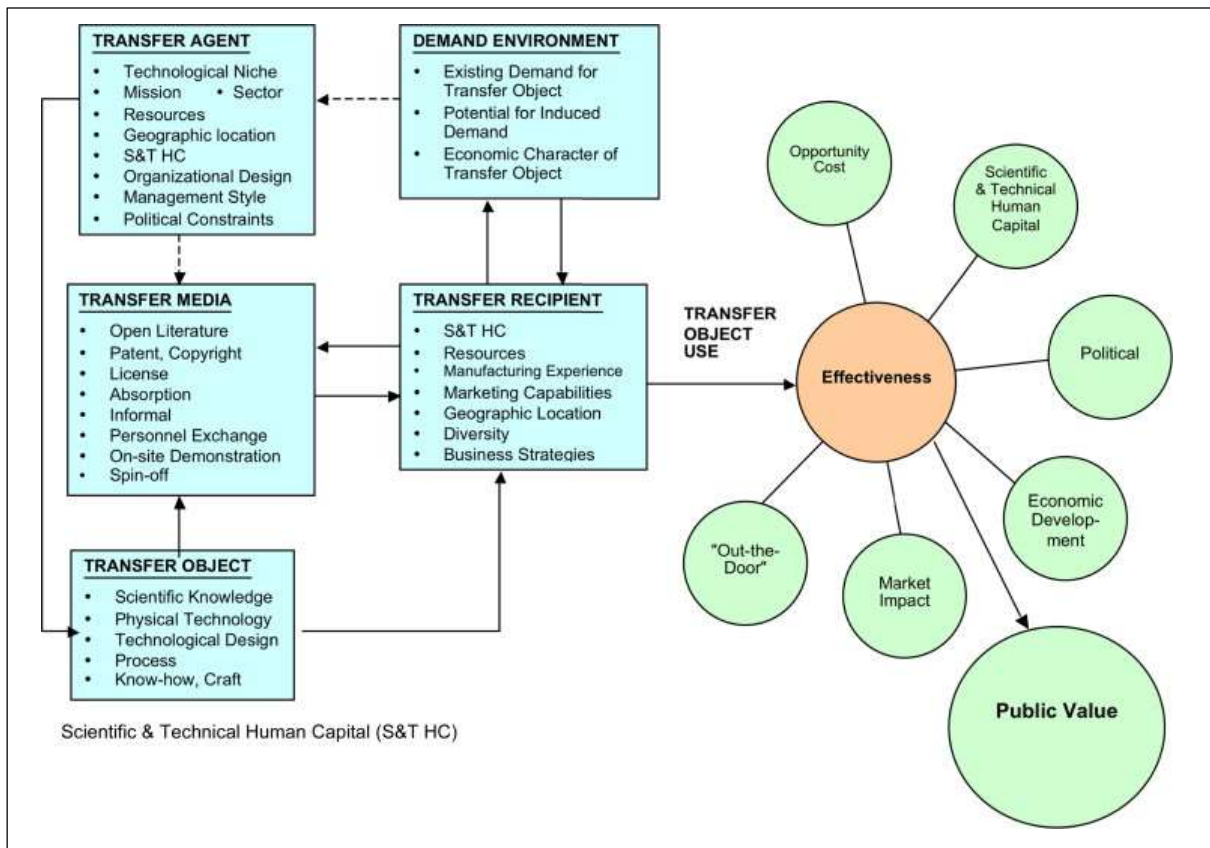 TRANSFER AGENT
• Technological Niche
• Mission • Sector
• Resources
• Geographic location
• S&T HC
• Organizational Design
• Management Style
• Political Constraints
DEMAND ENVIRONMENT
• Existing Demand for
Transfer Object
• Potential for Induced
Demand
• Economic Character of
Transfer Object
TRANSFER MEDIA
• Open Literature
• Patent, Copyright
• License
• Absorption
• Informal
• Personnel Exchange
• On-site Demonstration
• Spin-off
TRANSFER RECIPIENT
• S&T HC
• Resources
• Manufacturing Experience
• Marketing Capabilities
• Geographic Location
• Diversity
• Business Strategies
TRANSFER OBJECT
• Scientific Knowledge
• Physical Technology
• Technological Design
• Process
• Know-how, Craft
Scientific & Technical Human Capital (S&T HC)
TRANSFER
OBJECT
USE
Effectiveness
Opportunity
Cost
Scientific
& Technical
Human
Capital
Political
Economic
Develop-
ment
Public Value
Market
Impact
"Out-the-
Door"